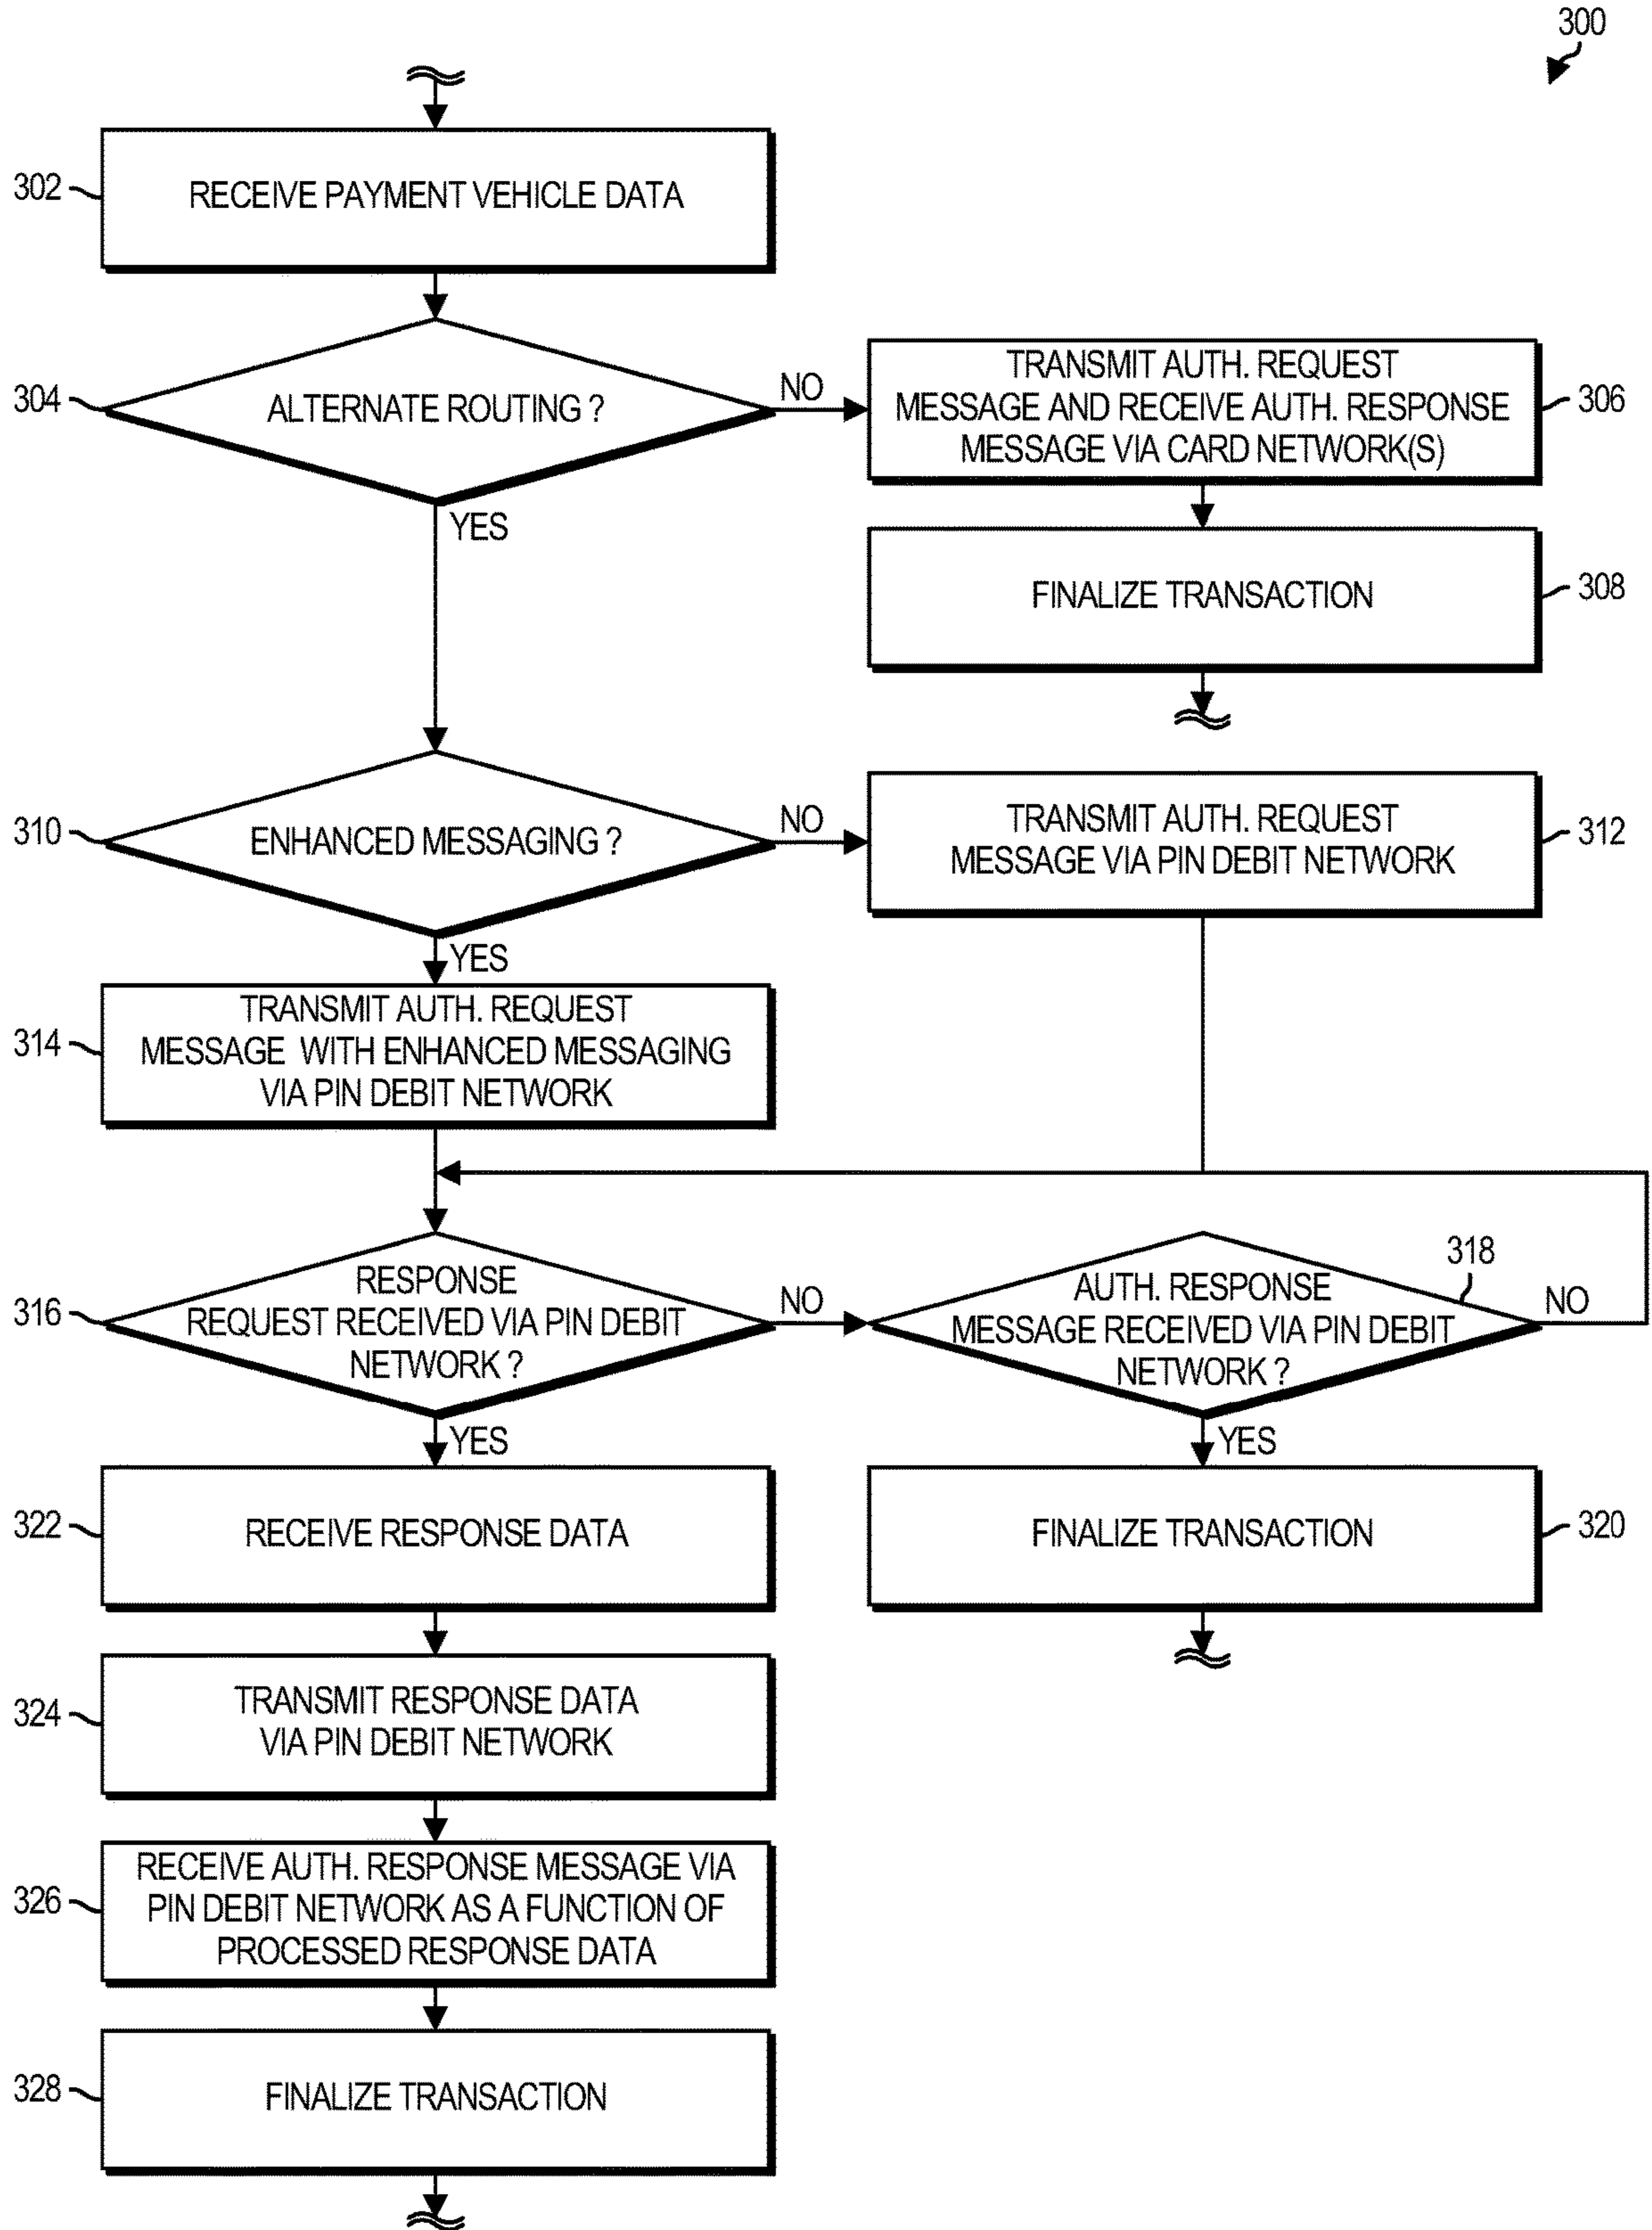 300
302
RECEIVE PAYMENT VEHICLE DATA
304
ALTERNATE ROUTING ?
NO
YES
TRANSMIT AUTH. REQUEST
MESSAGE AND RECEIVE AUTH. RESPONSE
MESSAGE VIA CARD NETWORK(S)
306
FINALIZE TRANSACTION
308
310
ENHANCED MESSAGING ?
NO
YES
TRANSMIT AUTH. REQUEST
MESSAGE VIA PIN DEBIT NETWORK
312
314
TRANSMIT AUTH. REQUEST
MESSAGE WITH ENHANCED MESSAGING
VIA PIN DEBIT NETWORK
316
RESPONSE
REQUEST RECEIVED VIA PIN DEBIT
NETWORK ?
NO
YES
318
AUTH. RESPONSE
MESSAGE RECEIVED VIA PIN DEBIT
NETWORK ?
NO
YES
322
RECEIVE RESPONSE DATA
FINALIZE TRANSACTION
320
324
TRANSMIT RESPONSE DATA
VIA PIN DEBIT NETWORK
326
RECEIVE AUTH. RESPONSE MESSAGE VIA
PIN DEBIT NETWORK AS A FUNCTION OF
PROCESSED RESPONSE DATA
328
FINALIZE TRANSACTION